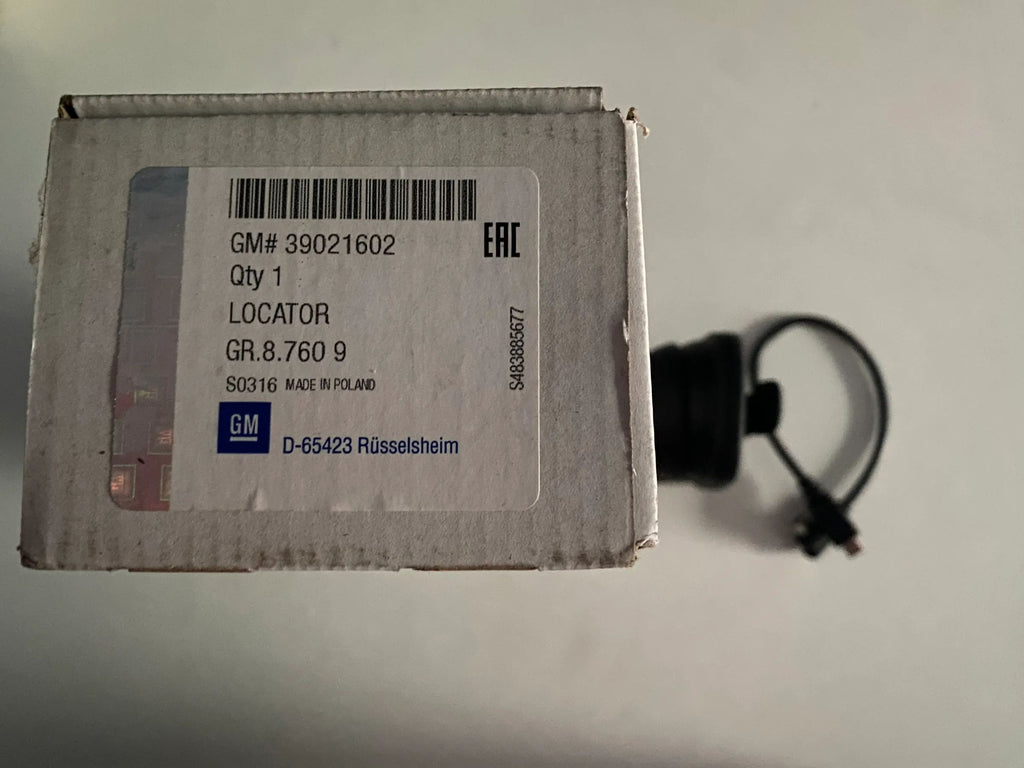 GM# 39021602
EAC
Qty 1
LOCATOR
GR.8.760 9
S0316 MADE IN POLAND
S483885677
GM
D-65423 Rüsselsheim